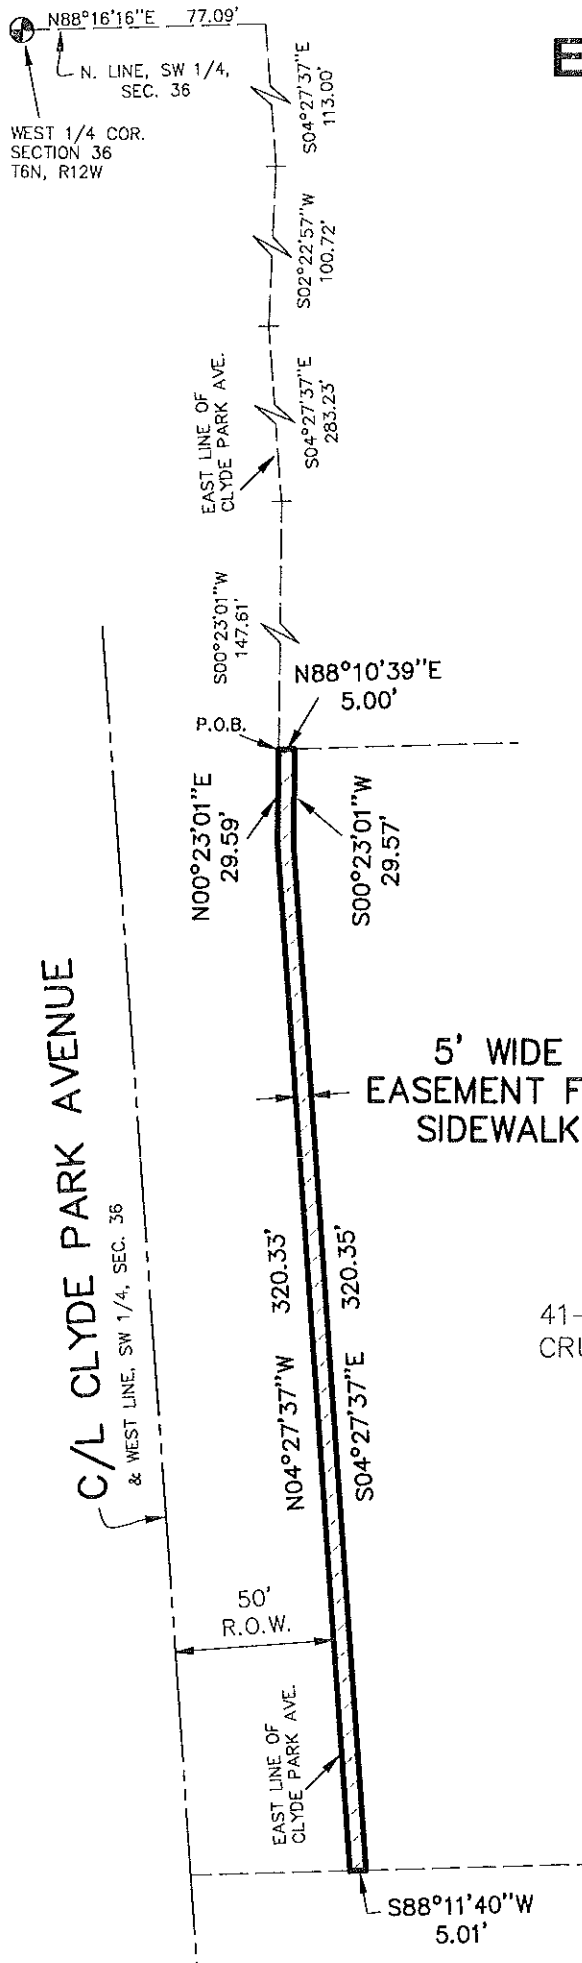 N88°16'16"E 77.09'
E
N. LINE, SW 1/4,
SEC. 36
WEST 1/4 COR.
SECTION 36
T6N, R12W
S04°27'37"E
113.00'
S02°22'57"W
100.72'
S04°27'37"E
283.23'
EAST LINE OF
CLYDE PARK AVE.
S00°23'01"W
147.61'
N88°10'39"E
5.00'
P.O.B.
N00°23'01"E
29.59'
S00°23'01"W
29.57'
5' WIDE
EASEMENT F
SIDEWALK
C/L CLYDE PARK AVENUE
& WEST LINE, SW 1/4, SEC. 36
N04°27'37"W 320.33'
S04°27'37"E 320.35'
41-
CRU
50'
R.O.W.
EAST LINE OF
CLYDE PARK AVE.
S88°11'40"W
5.01'